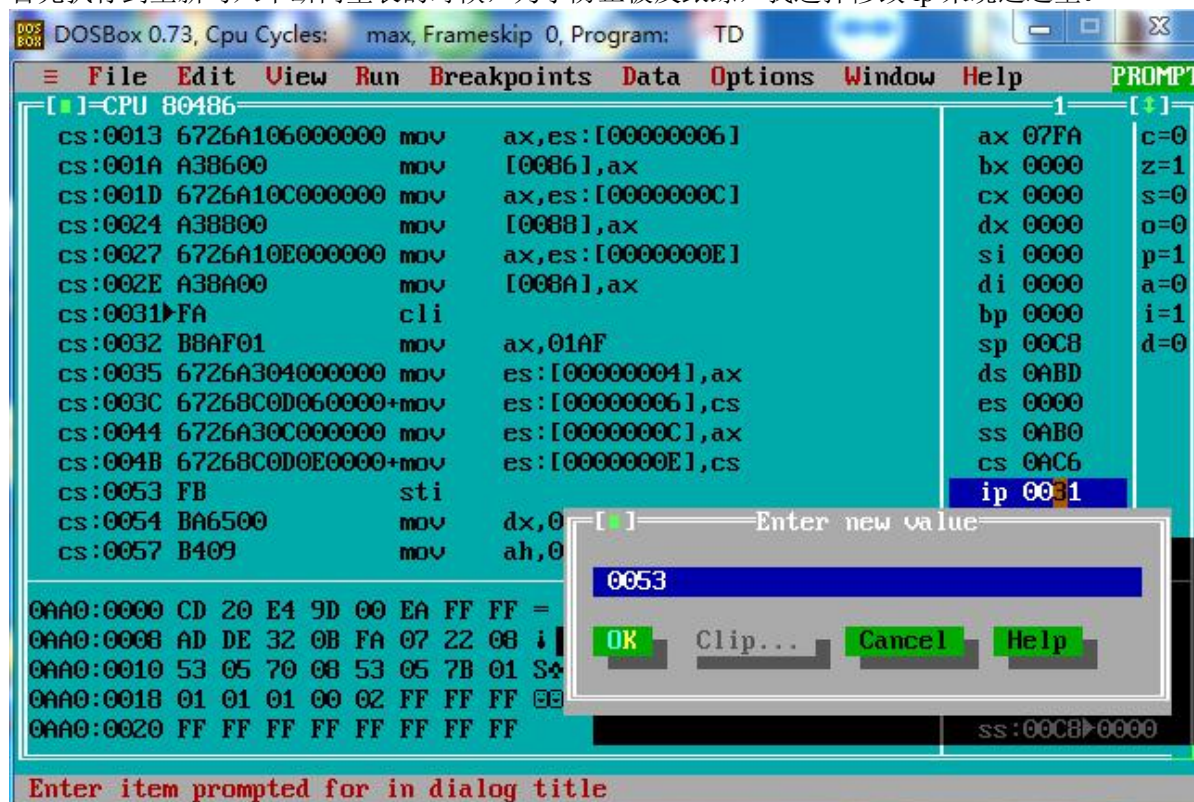 DOSBox 0.73, Cpu Cycles: max, Frameskip 0, Program: TD
≡ File Edit View Run Breakpoints Data Options Window Help PROMPT
[■]=CPU 80486 1 [↕]
cs:0013 6726A106000000 mov ax,es:[00000006] ax 07FA c=0
cs:001A A38600 mov [0086],ax bx 0000 z=1
cs:001D 6726A10C000000 mov ax,es:[0000000C] cx 0000 s=0
cs:0024 A38800 mov [0088],ax dx 0000 o=0
cs:0027 6726A10E000000 mov ax,es:[0000000E] si 0000 p=1
cs:002E A38A00 mov [008A],ax di 0000 a=0
cs:0031►FA cli bp 0000 i=1
cs:0032 B8AF01 mov ax,01AF sp 00C8 d=0
cs:0035 6726A304000000 mov es:[00000004],ax ds 0ABD
cs:003C 67268C0D060000+mov es:[00000006],cs es 0000
cs:0044 6726A30C000000 mov es:[0000000C],ax ss 0AB0
cs:004B 67268C0D0E0000+mov es:[0000000E],cs cs 0AC6
cs:0053 FB sti ip 0031
cs:0054 BA6500 mov dx,0
cs:0057 B409 mov ah,0
[■] Enter new value
0053
OK Clip... Cancel Help
0AA0:0000 CD 20 E4 9D 00 EA FF FF =
0AA0:0008 AD DE 32 0B FA 07 22 08 i
0AA0:0010 53 05 70 08 53 05 7B 01 S♣
0AA0:0018 01 01 01 00 02 FF FF FF ☺☺
0AA0:0020 FF FF FF FF FF FF FF FF
ss:00C8►0000
Enter item prompted for in dialog title